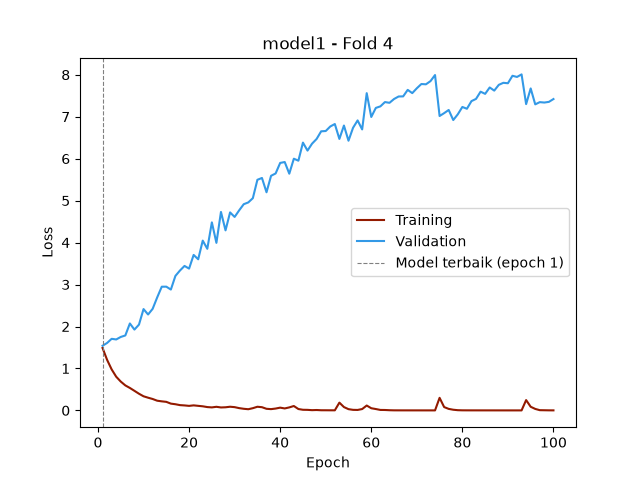 model1 - Fold 4
Loss
8
7
6
5
4
3
2
1
0
Training
Validation
Model terbaik (epoch 1)
0 20 40 60 80 100
Epoch